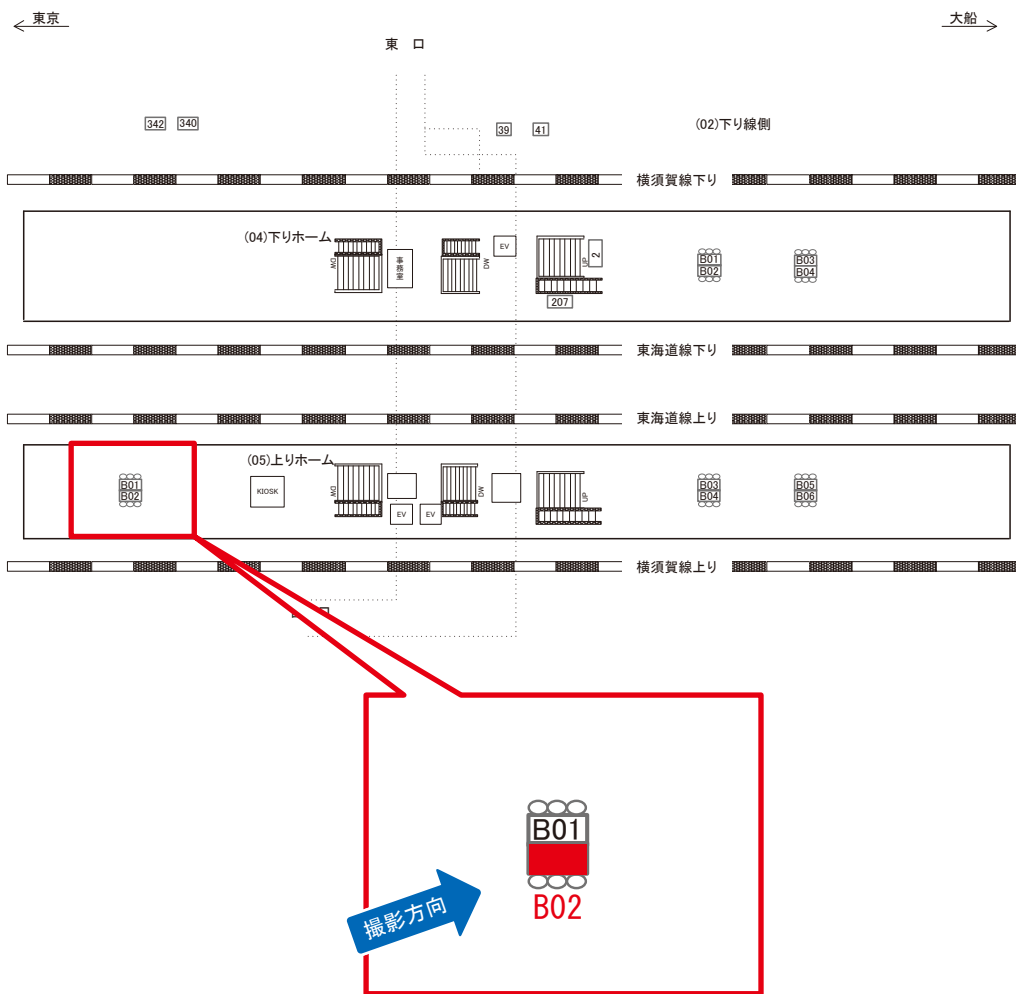 東京
大船
東 口
342 340
39 41
(02)下り線側
横須賀線下り
(04)下りホーム
DW
事務室
DW
EV
UP
2
207
B01
B02
B03
B04
東海道線下り
東海道線上り
(05)上りホーム
B01
B02
KIOSK
DW
EV
EV
DW
UP
B03
B04
B05
B06
横須賀線上り
B01
B02
撮影方向